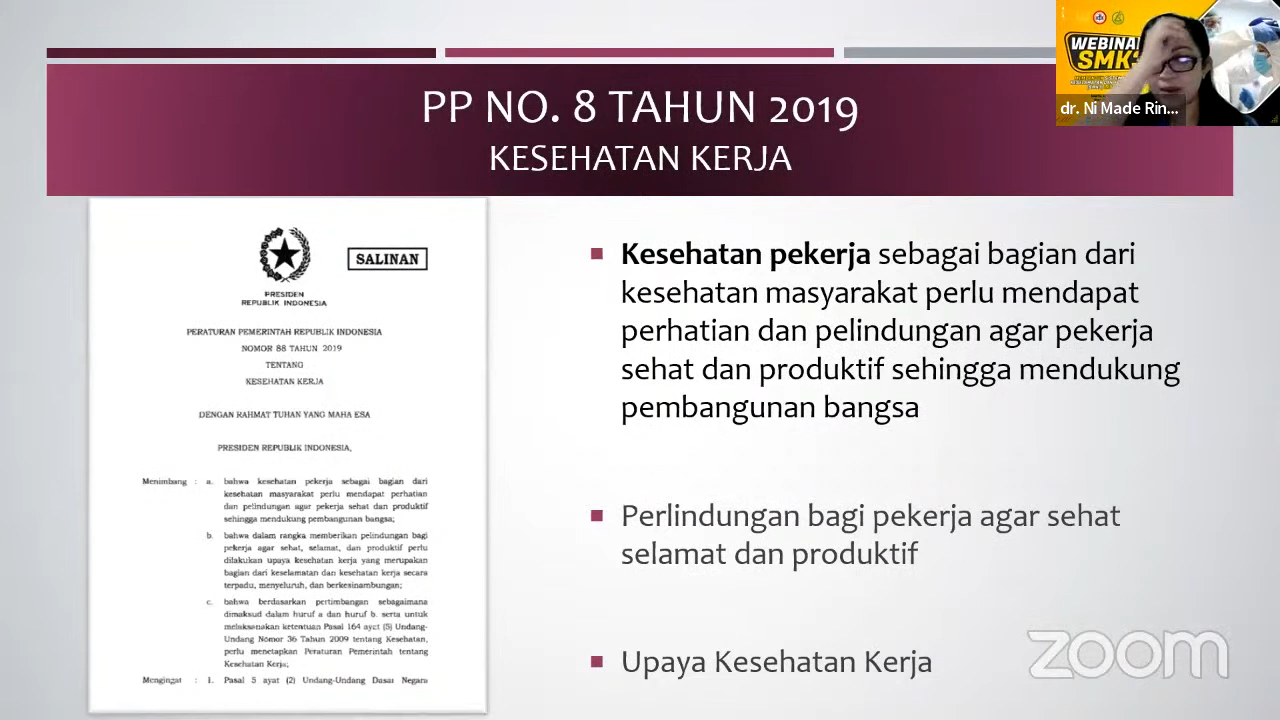 PP NO. 8 TAHUN 2019
KESEHATAN KERJA
WEBINA
SMK3
dr. Ni Made Rin...
SALINAN
PRESIDEN
REPUBLIK INDONESIA
PERATURAN PEMERINTAH REPUBLIK INDONESIA
NOMOR 88 TAHUN 2019
TENTANG
KESEHATAN KERJA
DENGAN RAHMAT TUHAN YANG MAHA ESA
PRESIDEN REPUBLIK INDONESIA,
Menimbang : a. bahwa kesehatan pekerja sebagai bagian dari
kesehatan masyarakat perlu mendapat perhatian
dan pelindungan agar pekerja sehat dan produktif
sehingga mendukung pembangunan bangsa;
b. bahwa dalam rangka memberikan pelindungan bagi
pekerja agar sehat, selamat, dan produktif perlu
dilakukan upaya kesehatan kerja yang merupakan
bagian dari keselamatan dan kesehatan kerja secara
terpadu, menyeluruh, dan berkesinambungan;
c. bahwa berdasarkan pertimbangan sebagaimana
dimaksud dalam huruf a dan huruf b, serta untuk
melaksanakan ketentuan Pasal 164 ayat (5) Undang-
Undang Nomor 36 Tahun 2009 tentang Kesehatan,
perlu menetapkan Peraturan Pemerintah tentang
Kesehatan Kerja;
Mengingat : 1. Pasal 5 ayat (2) Undang-Undang Dasar Negara
Kesehatan pekerja sebagai bagian dari
kesehatan masyarakat perlu mendapat
perhatian dan pelindungan agar pekerja
sehat dan produktif sehingga mendukung
pembangunan bangsa
Perlindungan bagi pekerja agar sehat
selamat dan produktif
Upaya Kesehatan Kerja
zoom